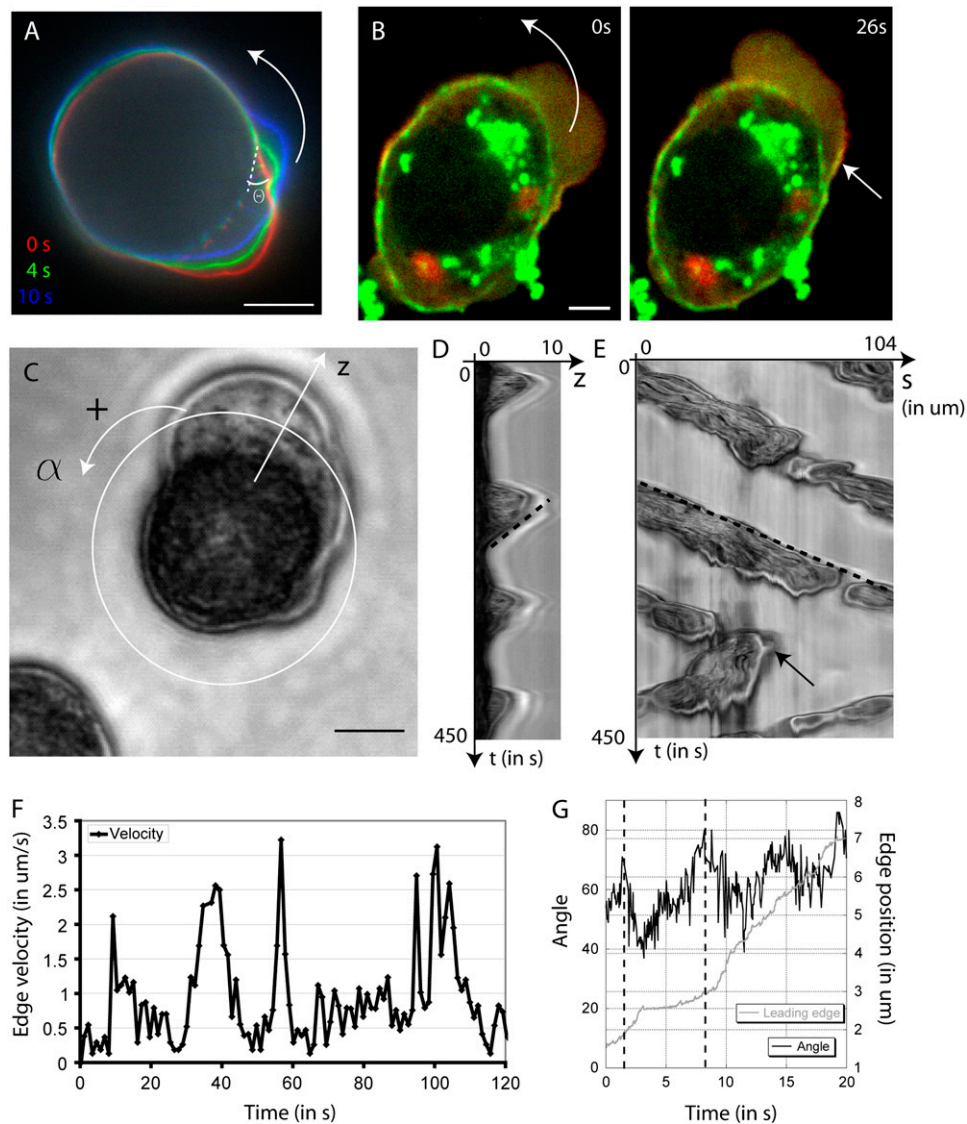 A
Θ
0 s
4 s
10 s
B
0s
26s
C
+
α
z
D
0
10
z
0
450
t (in s)
E
0
104
s
(in um)
0
450
t (in s)
F
Edge velocity (in um/s)
3.5
3
2.5
2
1.5
1
0.5
0
Velocity
0 20 40 60 80 100 120
Time (in s)
G
Angle
80
60
40
20
0
8
7
6
5
4
3
2
1
Edge position (in um)
Leading edge
Angle
0 5 10 15 20
Time (in s)